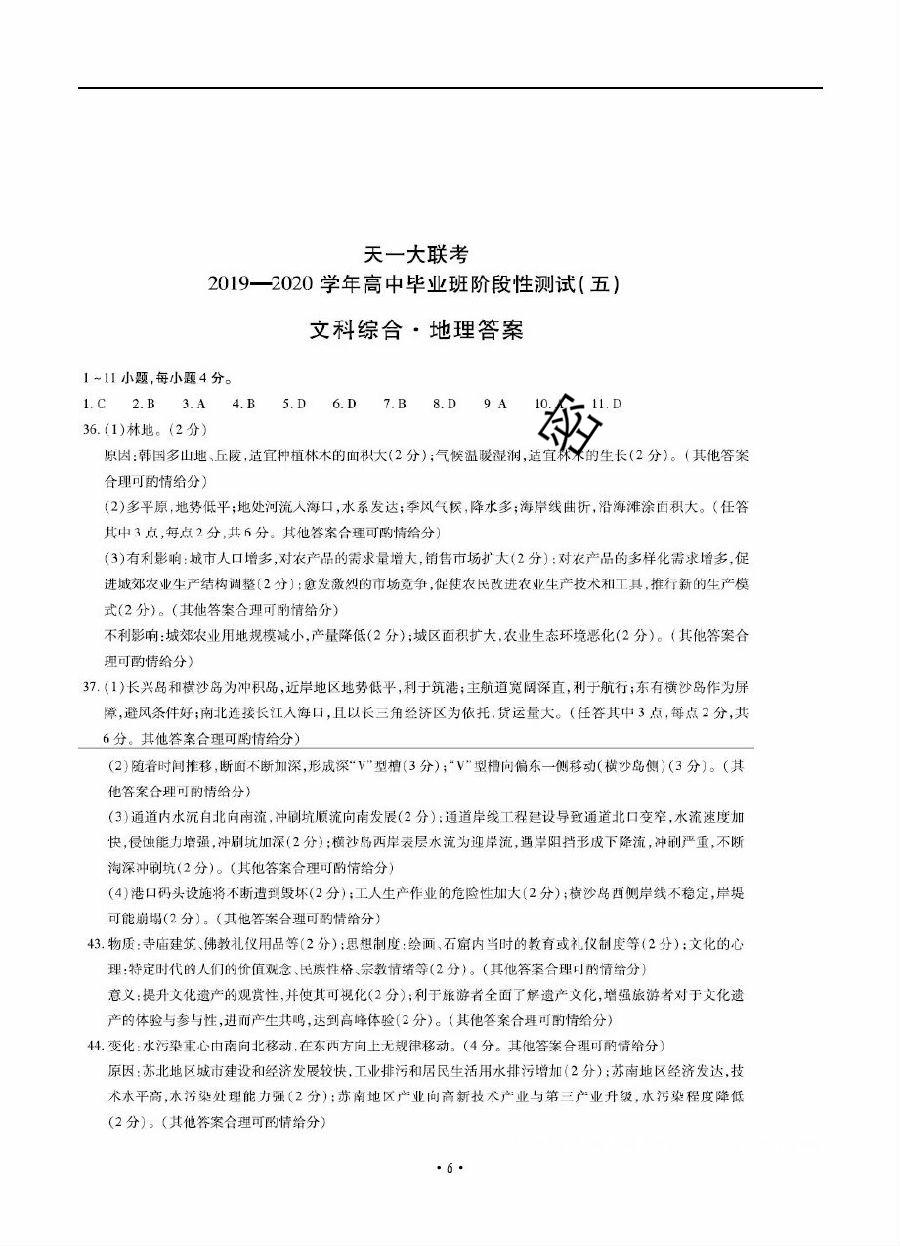 天一大联考
2019—2020 学年高中毕业班阶段性测试(五)
文科综合·地理答案
1~11 小题,每小题4分。
1. C 2. B 3. A 4. B 5. D 6. D 7. B 8. D 9 A 10. 11. D
36. (1)林地。(2分)
原因:韩国多山地、丘陵,适宜种植林木的面积大(2分);气候温暖湿润,适宜林木的生长(2分)。(其他答案
合理可酌情给分)
(2)多平原,地势低平;地处河流入海口,水系发达;季风气候,降水多;海岸线曲折,沿海滩涂面积大。(任答
其中3点,每点2分,共6分。其他答案合理可酌情给分)
(3)有利影响:城市人口增多,对农产品的需求量增大,销售市场扩大(2分);对农产品的多样化需求增多,促
进城郊农业生产结构调整(2分);愈发激烈的市场竞争,促使农民改进农业生产技术和工具,推行新的生产模
式(2分)。(其他答案合理可酌情给分)
不利影响:城郊农业用地规模减小,产量降低(2分);城区面积扩大,农业生态环境恶化(2分)。(其他答案合
理可酌情给分)
37. (1)长兴岛和横沙岛为冲积岛,近岸地区地势低平,利于筑港;主航道宽阔深直,利于航行;东有横沙岛作为屏
障,避风条件好;南北连接长江入海口,且以长三角经济区为依托,货运量大。(任答其中3点,每点2分,共
6分。其他答案合理可酌情给分)
(2)随着时间推移,断面不断加深,形成深“V”型槽(3分);“V”型槽向偏东一侧移动(横沙岛侧)(3分)。(其
他答案合理可酌情给分)
(3)通道内水流自北向南流,冲刷坑顺流向南发展(2分);通道岸线工程建设导致通道北口变窄,水流速度加
快,侵蚀能力增强,冲刷坑加深(2分);横沙岛西岸表层水流为迎岸流,遇岸阻挡形成下降流,冲刷严重,不断
淘深冲刷坑(2分)。(其他答案合理可酌情给分)
(4)港口码头设施将不断遭到毁坏(2分);工人生产作业的危险性加大(2分);横沙岛西侧岸线不稳定,岸堤
可能崩塌(2分)。(其他答案合理可酌情给分)
43. 物质:寺庙建筑、佛教礼仪用品等(2分);思想制度:绘画、石窟内当时的教育或礼仪制度等(2分);文化的心
理:特定时代的人们的价值观念、民族性格、宗教情绪等(2分)。(其他答案合理可酌情给分)
意义:提升文化遗产的观赏性,并使其可视化(2分);利于旅游者全面了解遗产文化,增强旅游者对于文化遗
产的体验与参与性,进而产生共鸣,达到高峰体验(2分)。(其他答案合理可酌情给分)
44. 变化:水污染重心由南向北移动,在东西方向上无规律移动。(4分。其他答案合理可酌情给分)
原因:苏北地区城市建设和经济发展较快,工业排污和居民生活用水排污增加(2分);苏南地区经济发达,技
术水平高,水污染处理能力强(2分);苏南地区产业向高新技术产业与第三产业升级,水污染程度降低
(2分)。(其他答案合理可酌情给分)
·6·